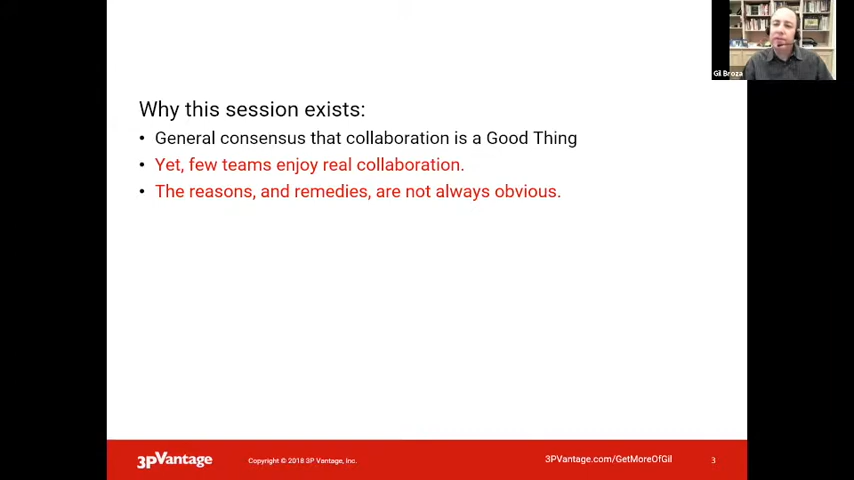 Gil Broza
Why this session exists:
• General consensus that collaboration is a Good Thing
• Yet, few teams enjoy real collaboration.
• The reasons, and remedies, are not always obvious.
3pVantage
Copyright © 2018 3P Vantage, Inc.
3PVantage.com/GetMoreOfGil
3